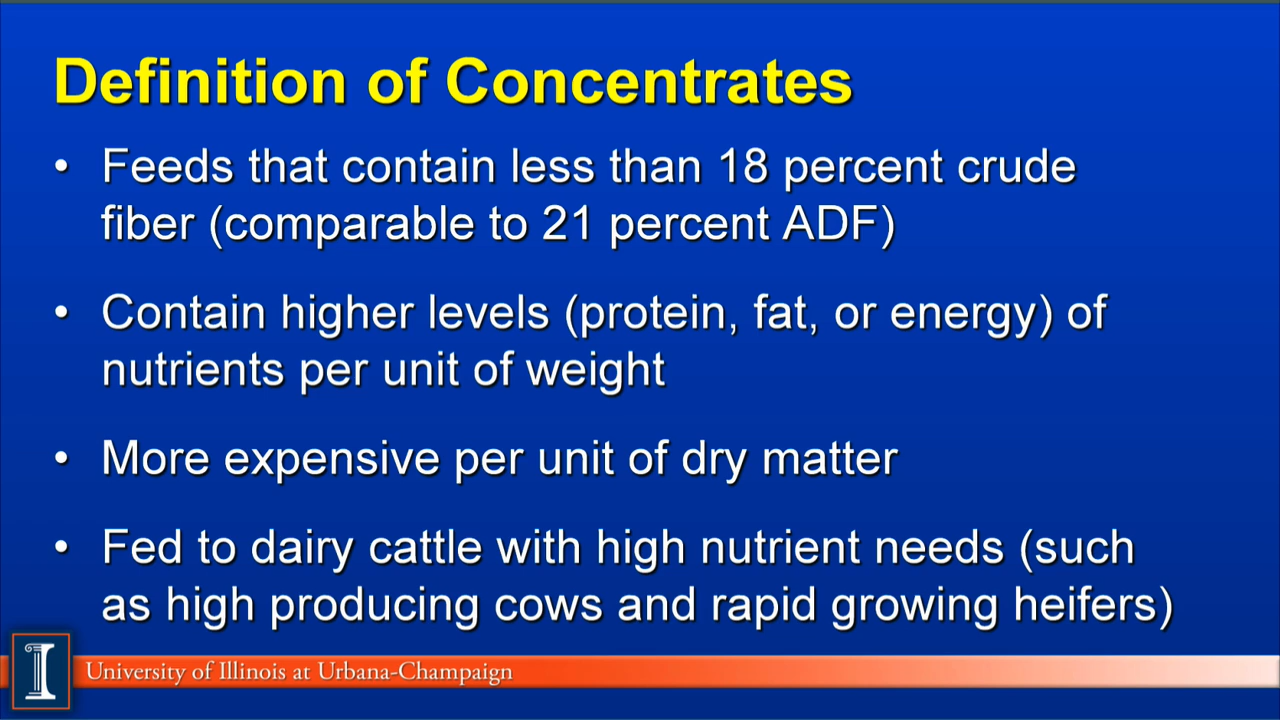 Definition of Concentrates
• Feeds that contain less than 18 percent crude
fiber (comparable to 21 percent ADF)
• Contain higher levels (protein, fat, or energy) of
nutrients per unit of weight
• More expensive per unit of dry matter
• Fed to dairy cattle with high nutrient needs (such
as high producing cows and rapid growing heifers)
I University of Illinois at Urbana-Champaign